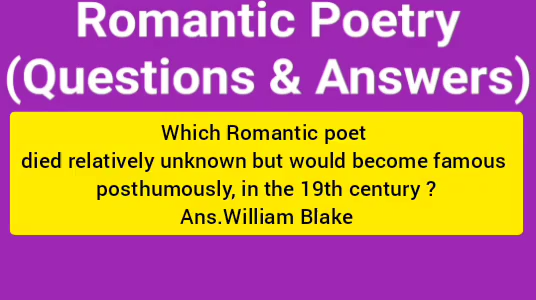 Romantic Poetry
(Questions & Answers)
Which Romantic poet
died relatively unknown but would become famous
posthumously, in the 19th century ?
Ans.William Blake